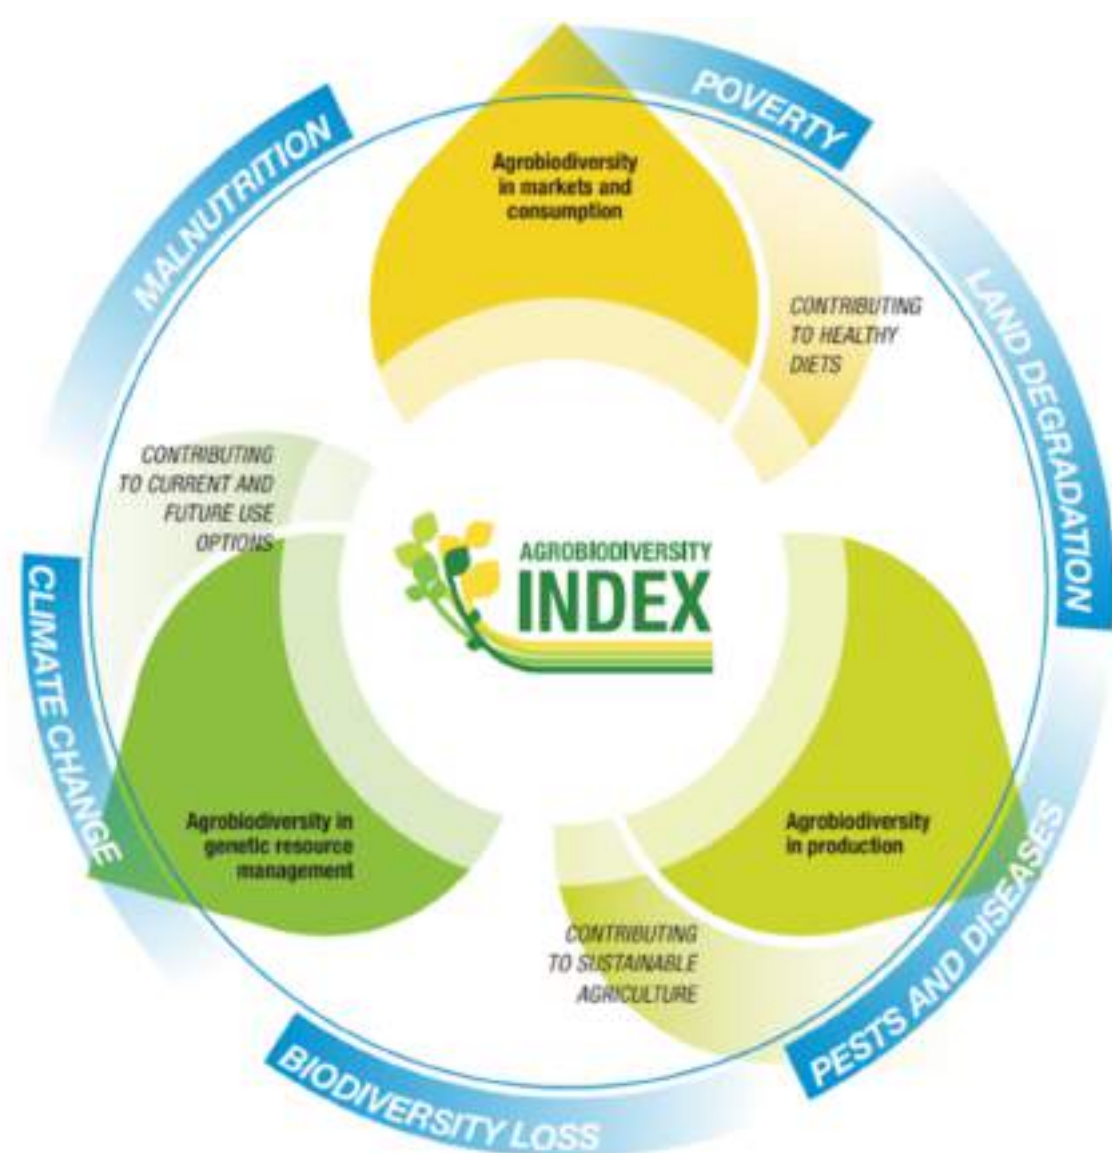 POVERTY
MALNUTRITION
Agrobiodiversity
in markets and
consumption
LAND DEGRADATION
CONTRIBUTING
TO HEALTHY
DIETS
CONTRIBUTING
TO CURRENT AND
FUTURE USE
OPTIONS
AGROBIODIVERSITY
INDEX
CLIMATE CHANGE
Agrobiodiversity in
genetic resource
management
Agrobiodiversity
in production
PESTS AND DISEASES
CONTRIBUTING
TO SUSTAINABLE
AGRICULTURE
BIODIVERSITY LOSS